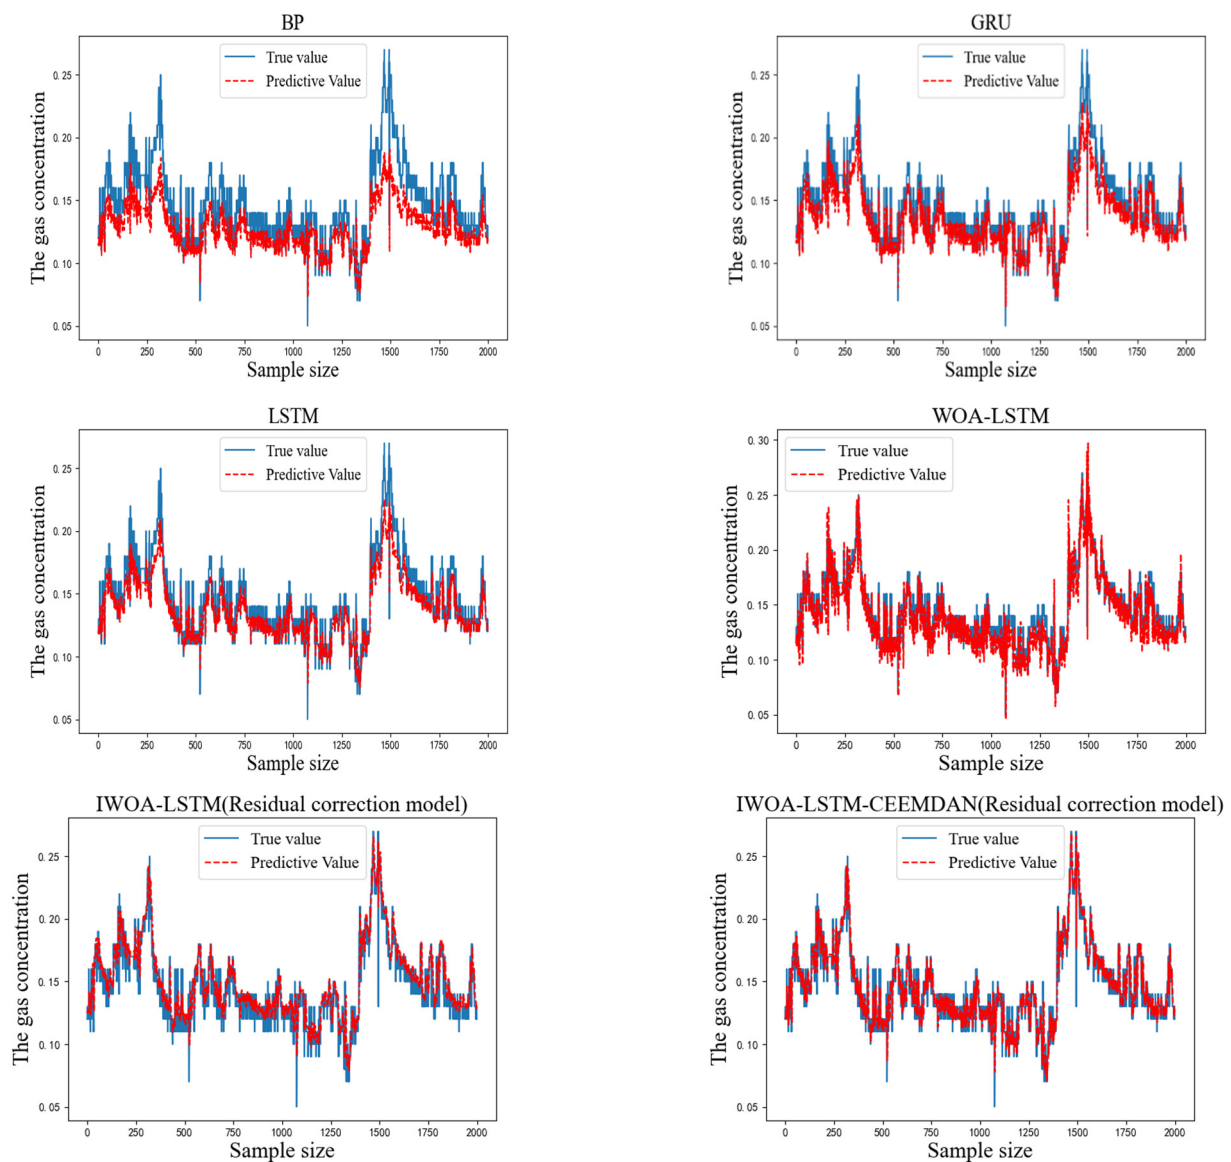 BP
True value
Predictive Value
The gas concentration
0.25
0.20
0.15
0.10
0.05
0
250
500
750
1000
1250
1500
1750
2000
Sample size
GRU
True value
Predictive Value
The gas concentration
0.25
0.20
0.15
0.10
0.05
0
250
500
750
1000
1250
1500
1750
2000
Sample size
LSTM
True value
Predictive Value
The gas concentration
0.25
0.20
0.15
0.10
0.05
0
250
500
750
1000
1250
1500
1750
2000
Sample size
WOA-LSTM
True value
Predictive Value
The gas concentration
0.30
0.25
0.20
0.15
0.10
0.05
0
250
500
750
1000
1250
1500
1750
2000
Sample size
IWOA-LSTM(Residual correction model)
True value
Predictive Value
The gas concentration
0.25
0.20
0.15
0.10
0.05
0
250
500
750
1000
1250
1500
1750
2000
Sample size
IWOA-LSTM-CEEMDAN(Residual correction model)
True value
Predictive Value
The gas concentration
0.25
0.20
0.15
0.10
0.05
0
250
500
750
1000
1250
1500
1750
2000
Sample size